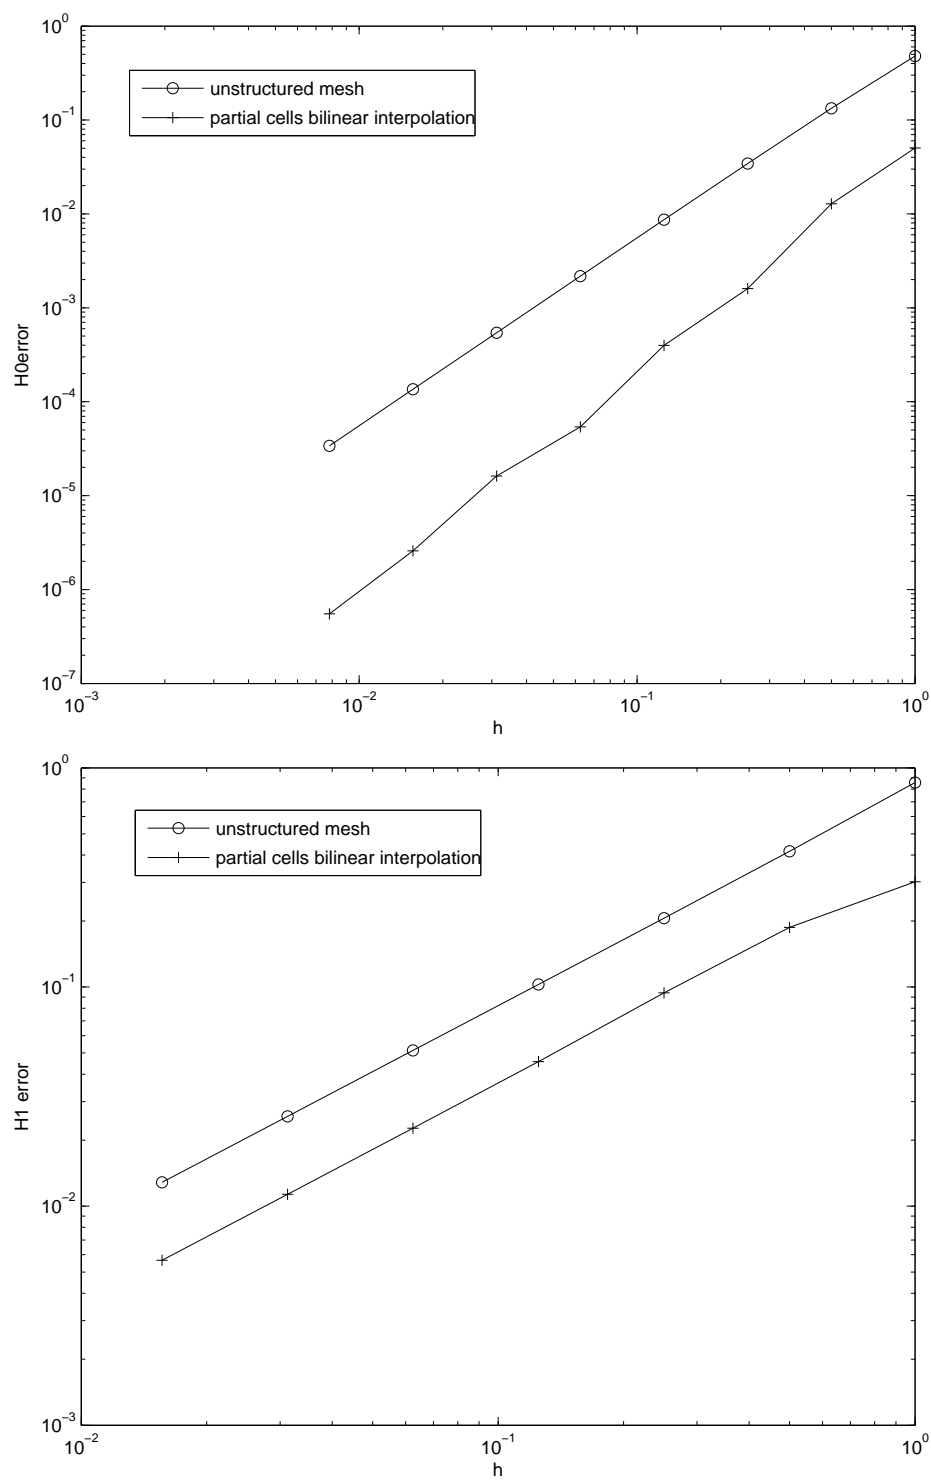 10^0
unstructured mesh
partial cells bilinear interpolation
10^-1
10^-2
10^-3
H0error
10^-4
10^-5
10^-6
10^-7
10^-3 10^-2 10^-1 10^0
h
10^0
unstructured mesh
partial cells bilinear interpolation
10^-1
H1 error
10^-2
10^-3
10^-2 10^-1 10^0
h